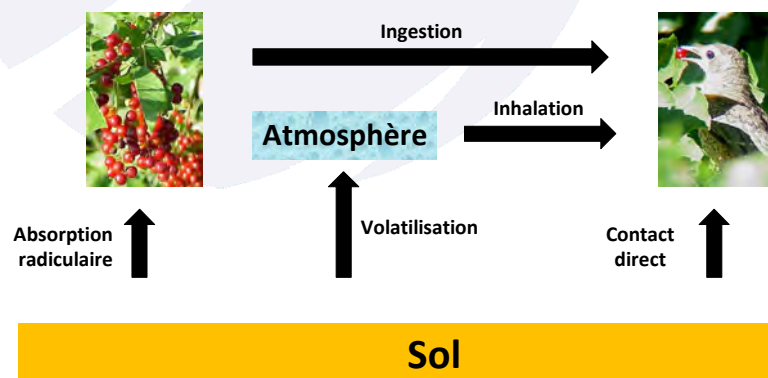 Ingestion
Atmosphère
Inhalation
Absorption
radiculaire
Volatilisation
Contact
direct
Sol